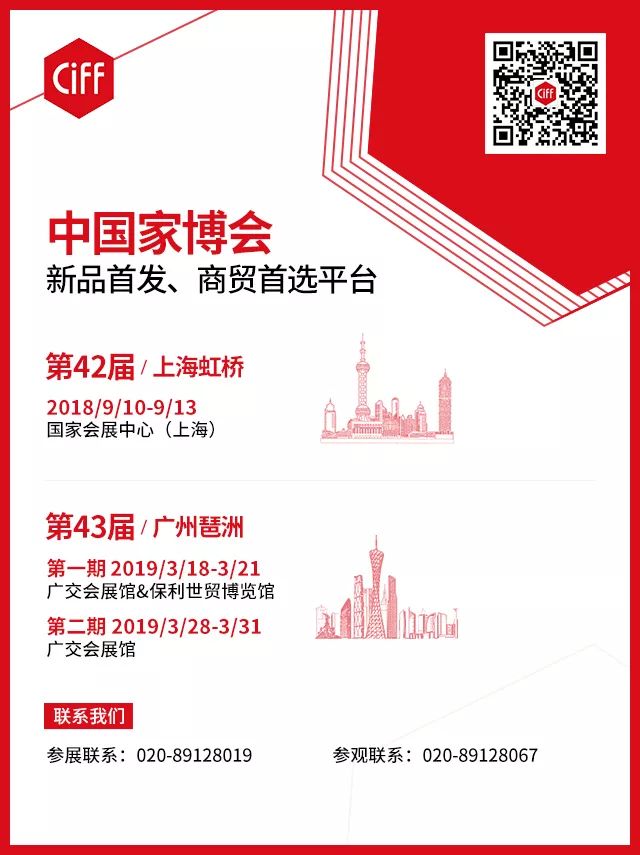 Ciff
Ciff
中国家博会
新品首发、商贸首选平台
第42届 / 上海虹桥
2018/9/10-9/13
国家会展中心（上海）
第43届 / 广州琶洲
第一期 2019/3/18-3/21
广交会展馆&保利世贸博览馆
第二期 2019/3/28-3/31
广交会展馆
联系我们
参展联系：020-89128019
参观联系：020-89128067